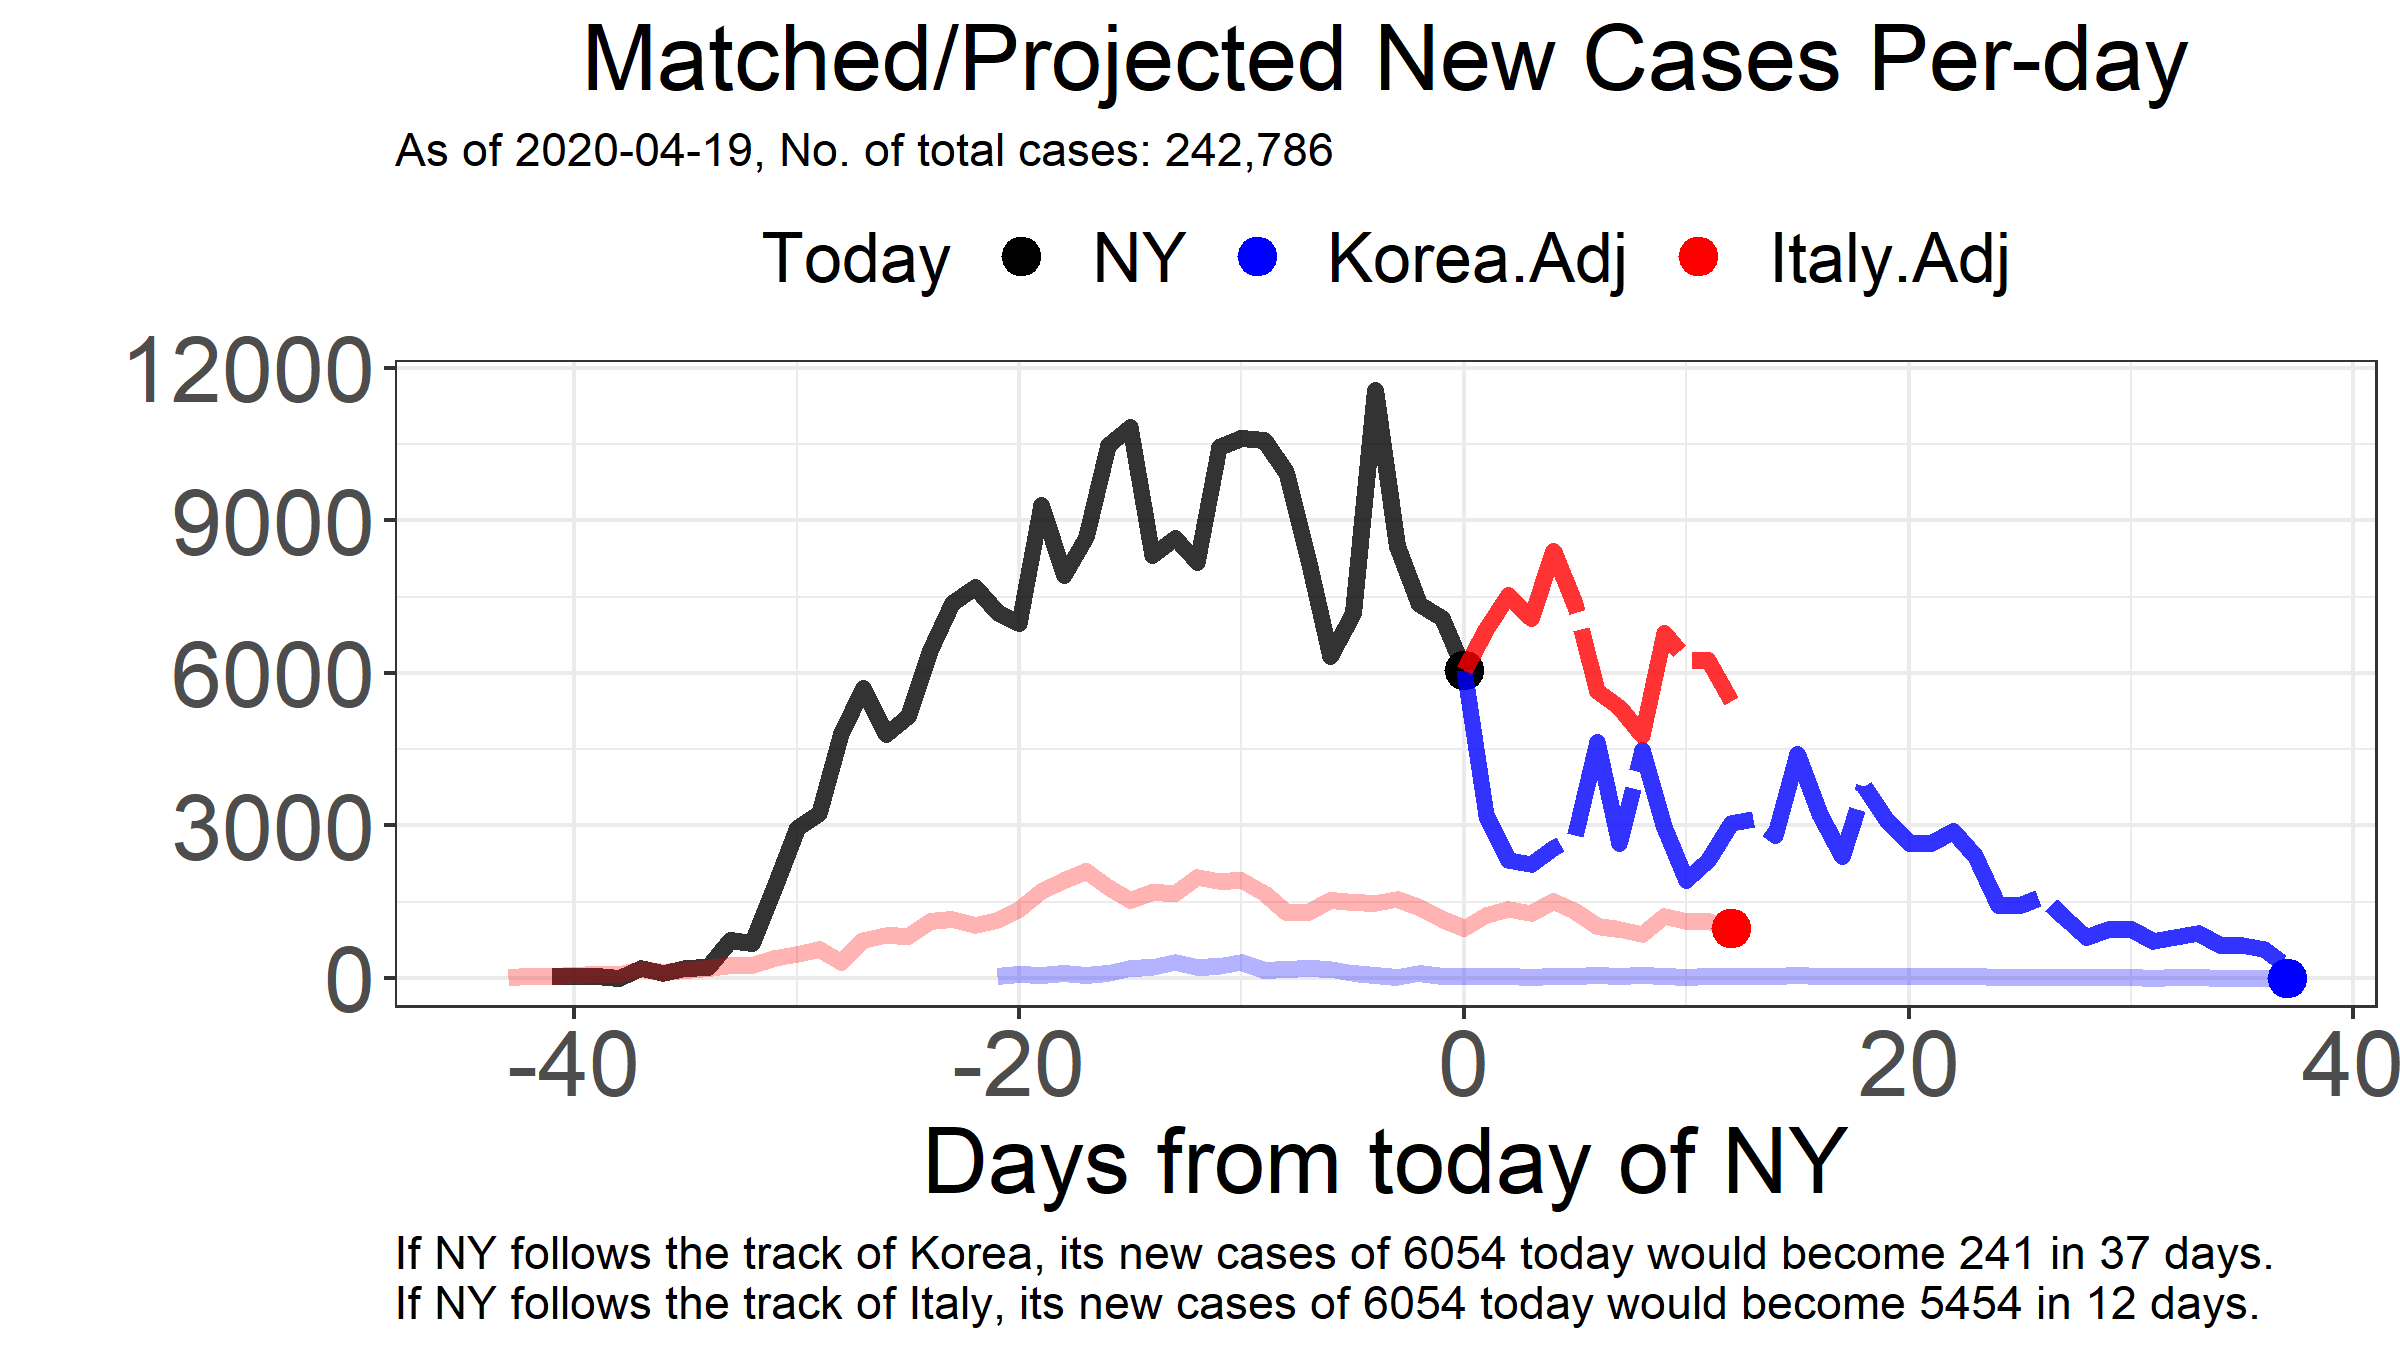 Matched/Projected New Cases Per-day
As of 2020-04-19, No. of total cases: 242,786
Today NY Korea.Adj Italy.Adj
12000
9000
6000
3000
0
-40 -20 0 20 40
Days from today of NY
If NY follows the track of Korea, its new cases of 6054 today would become 241 in 37 days.
If NY follows the track of Italy, its new cases of 6054 today would become 5454 in 12 days.